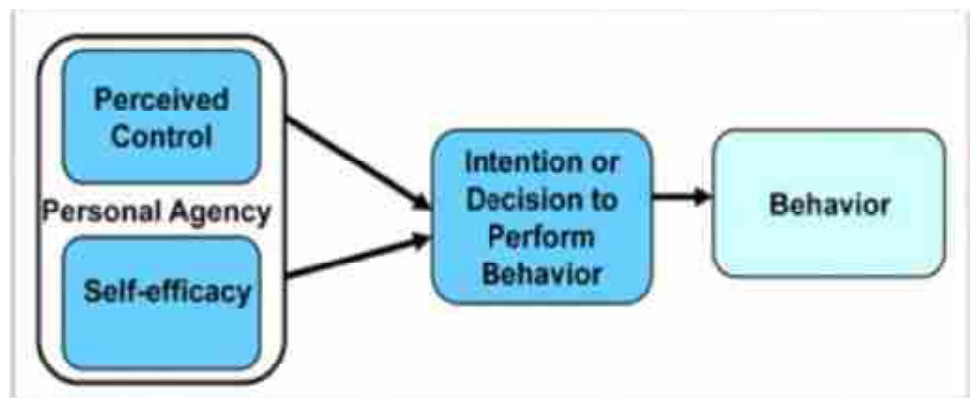 Perceived
Control
Personal Agency
Self-efficacy
Intention or
Decision to
Perform
Behavior
Behavior